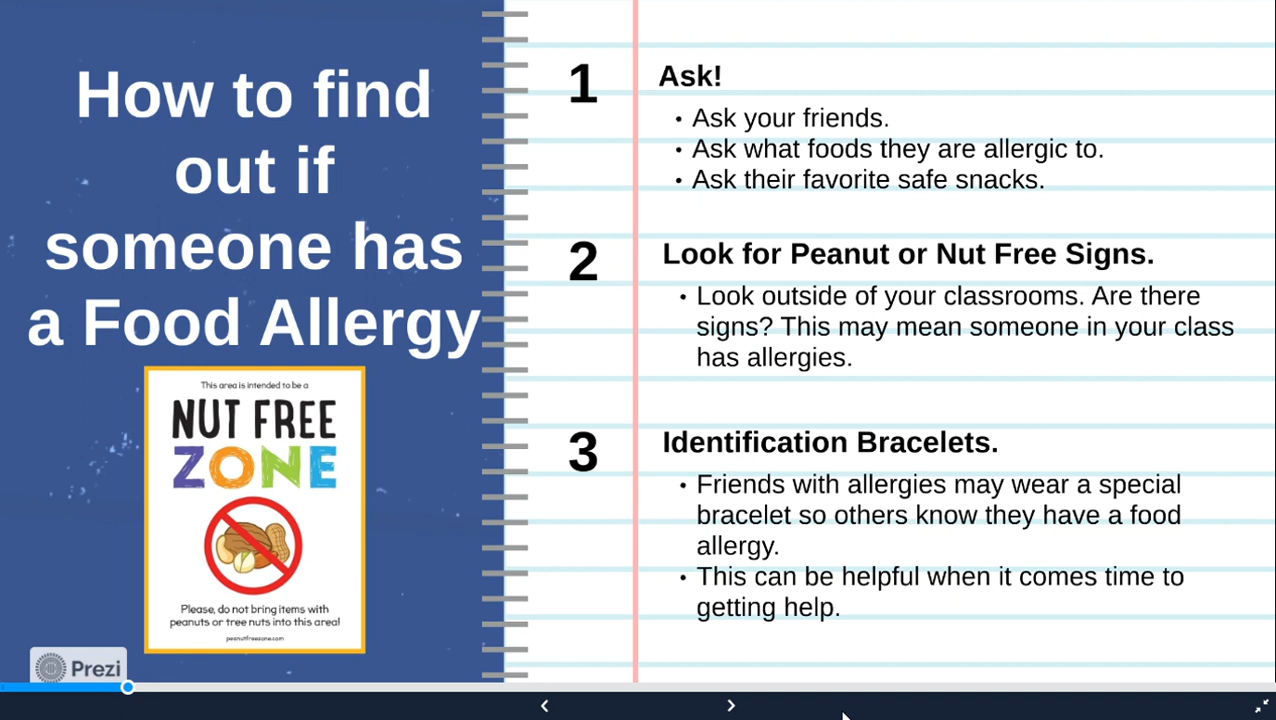 How to find
out if
someone has
a Food Allergy
This area is intended to be a
NUT FREE
ZONE
Please, do not bring items with
peanuts or tree nuts into this area!
peanutfreezone.com
Prezi
1
Ask!
• Ask your friends.
• Ask what foods they are allergic to.
• Ask their favorite safe snacks.
2
Look for Peanut or Nut Free Signs.
• Look outside of your classrooms. Are there
signs? This may mean someone in your class
has allergies.
3
Identification Bracelets.
• Friends with allergies may wear a special
bracelet so others know they have a food
allergy.
• This can be helpful when it comes time to
getting help.